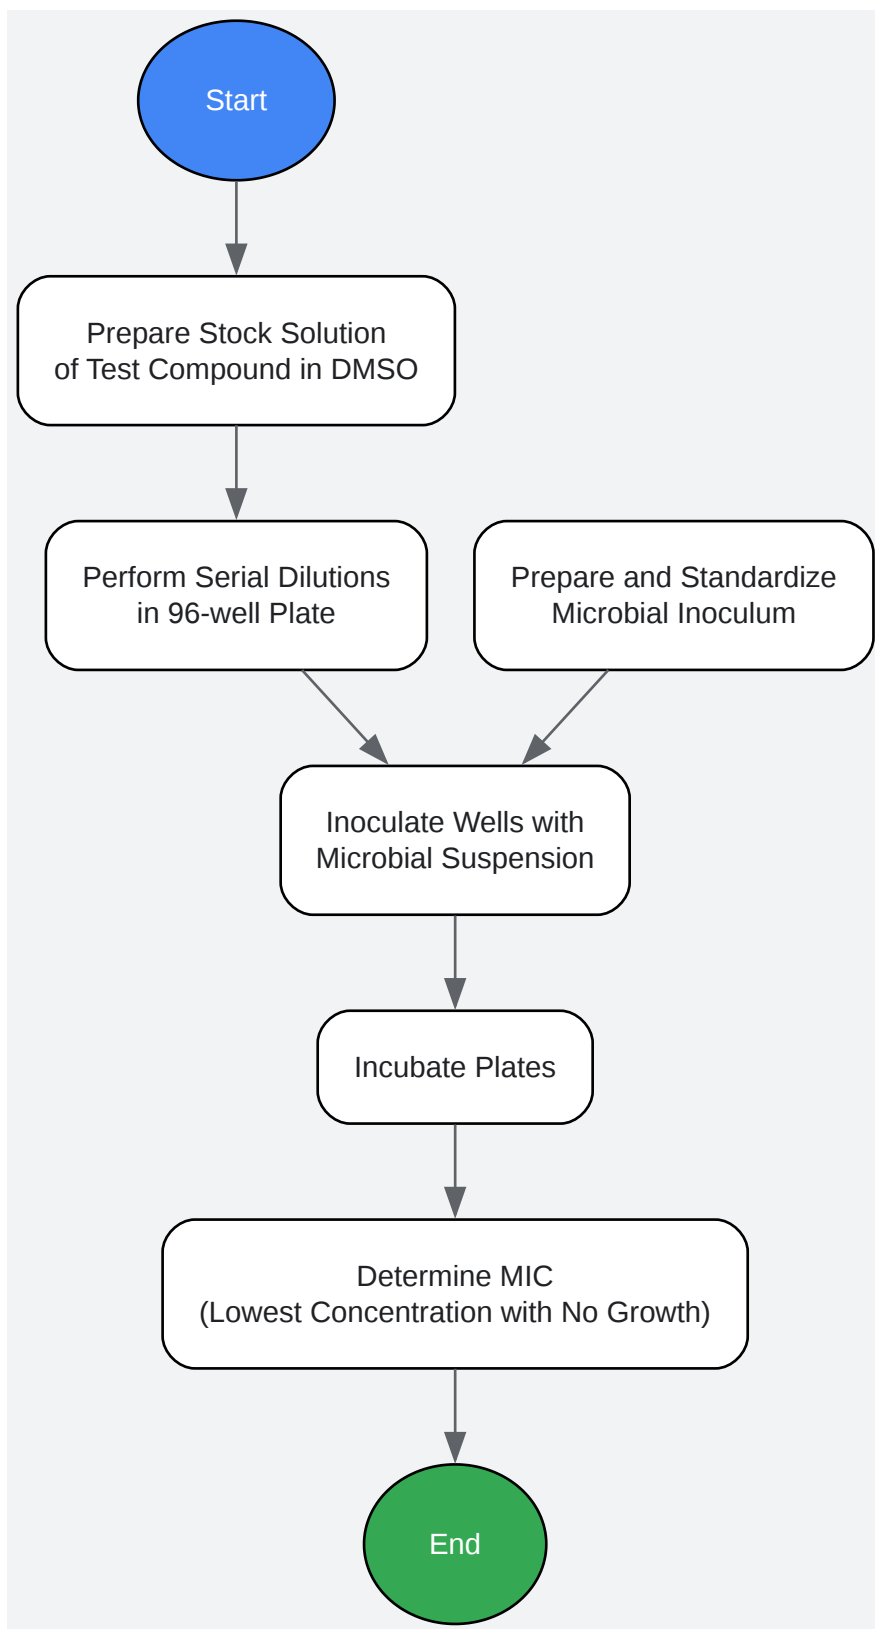 Start
Prepare Stock Solution
of Test Compound in DMSO
Perform Serial Dilutions
in 96-well Plate
Prepare and Standardize
Microbial Inoculum
Inoculate Wells with
Microbial Suspension
Incubate Plates
Determine MIC
(Lowest Concentration with No Growth)
End